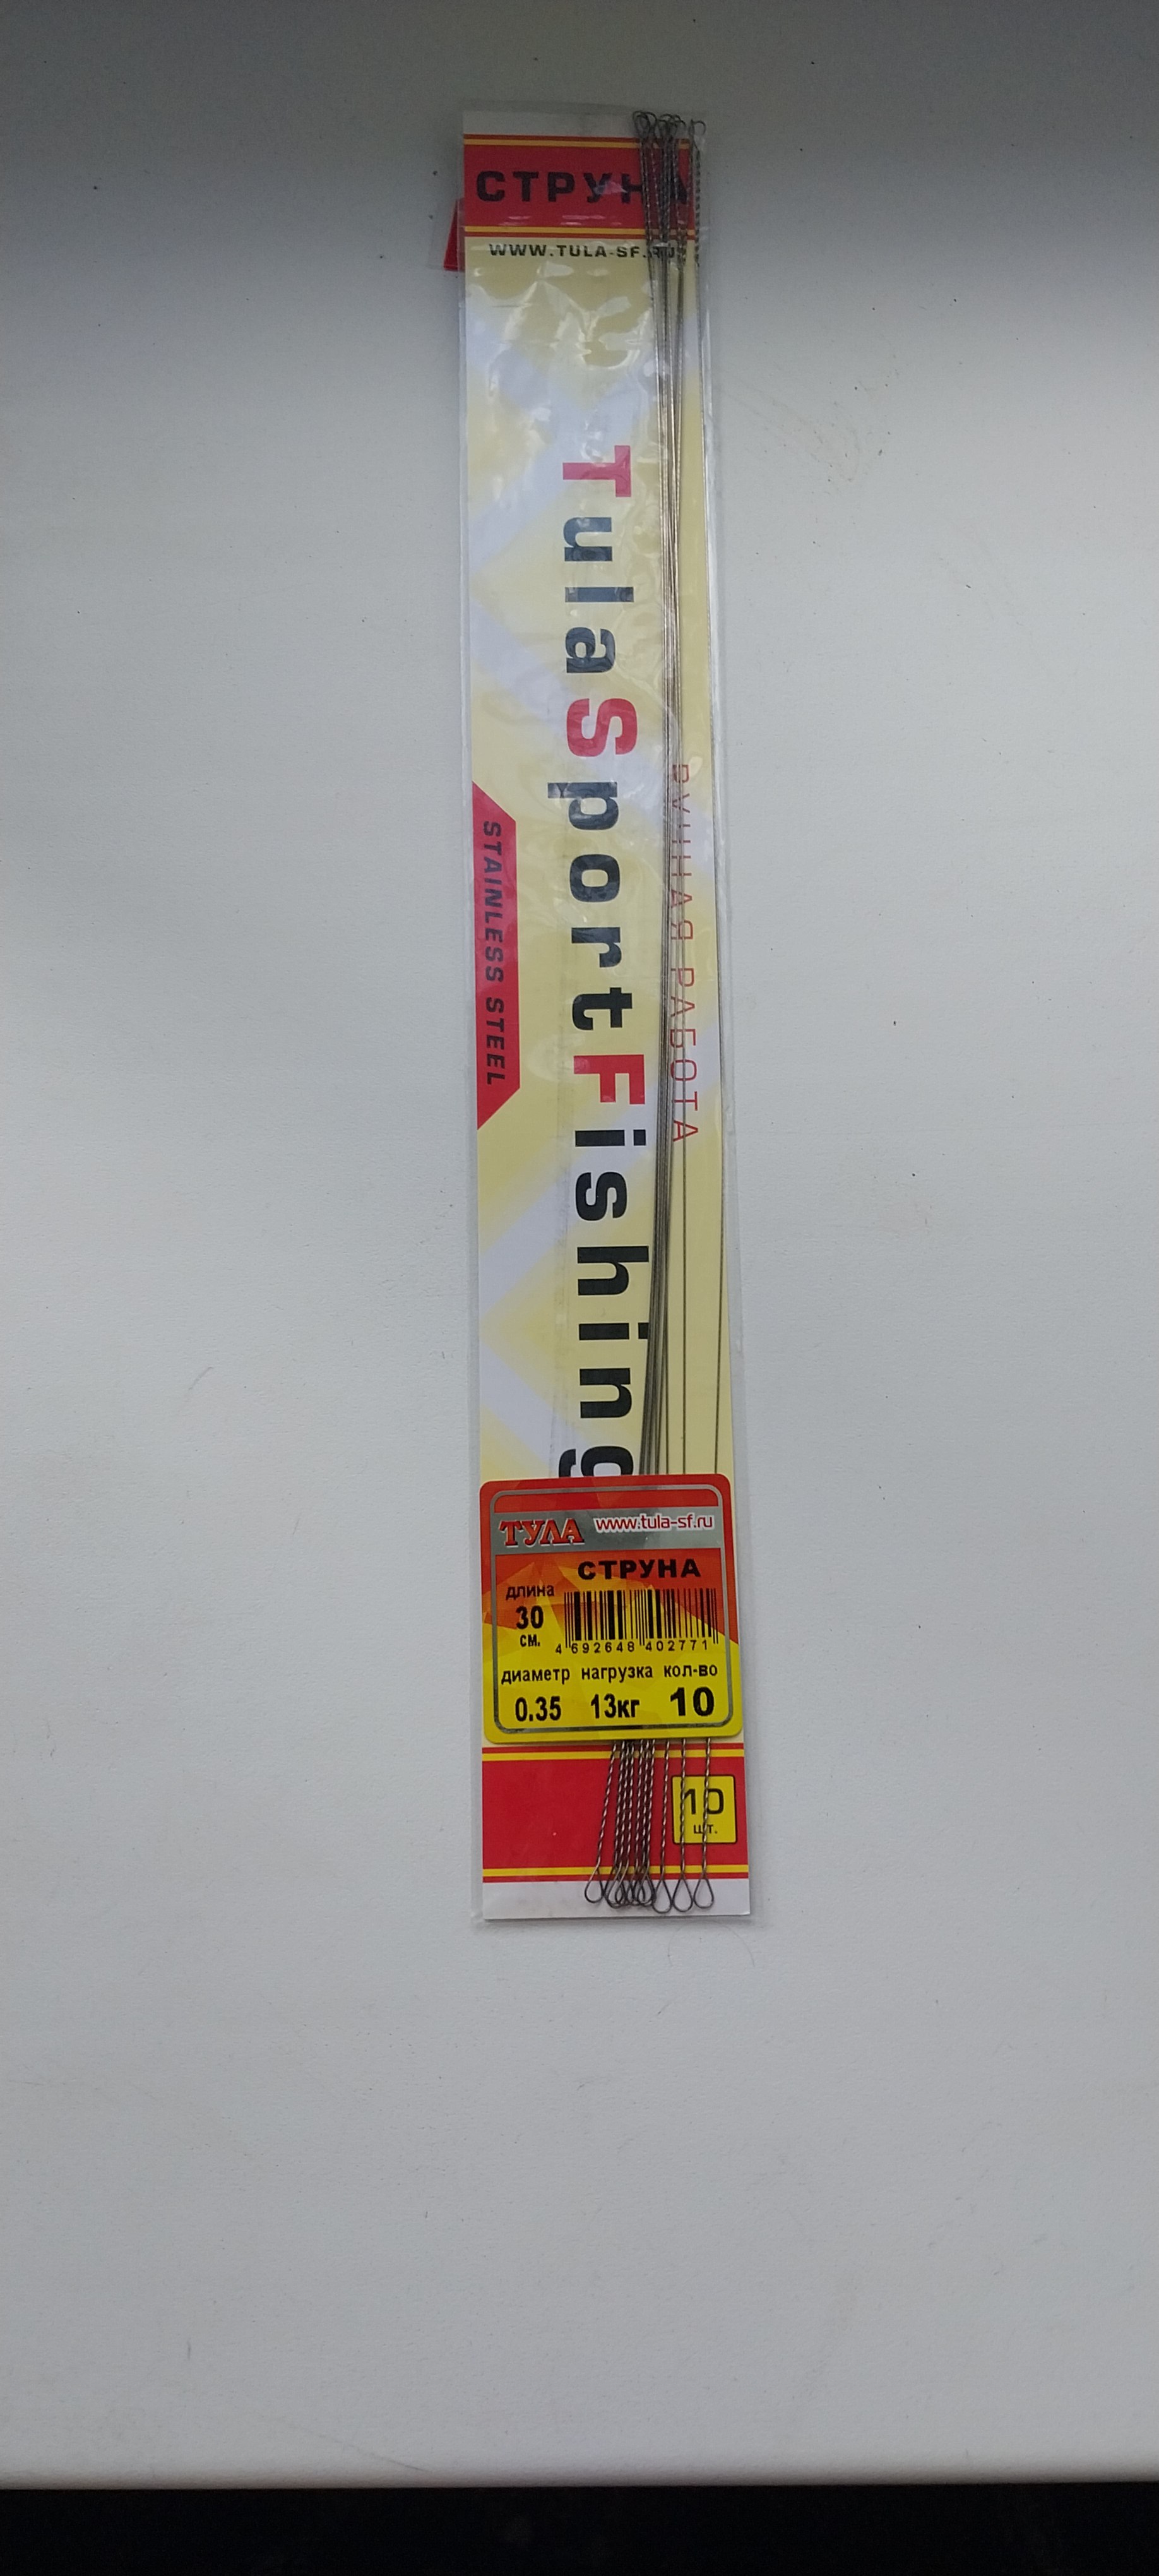 СТРУНА
WWW.TULA-SF.RU
TulaSportFishing
РУЧНАЯ РАБОТА
STAINLESS STEEL
ТУЛА www.tula-sf.ru
СТРУНА
длина
30
см.
4 692648 402771
диаметр нагрузка кол-во
0.35 13кг 10
10
шт.